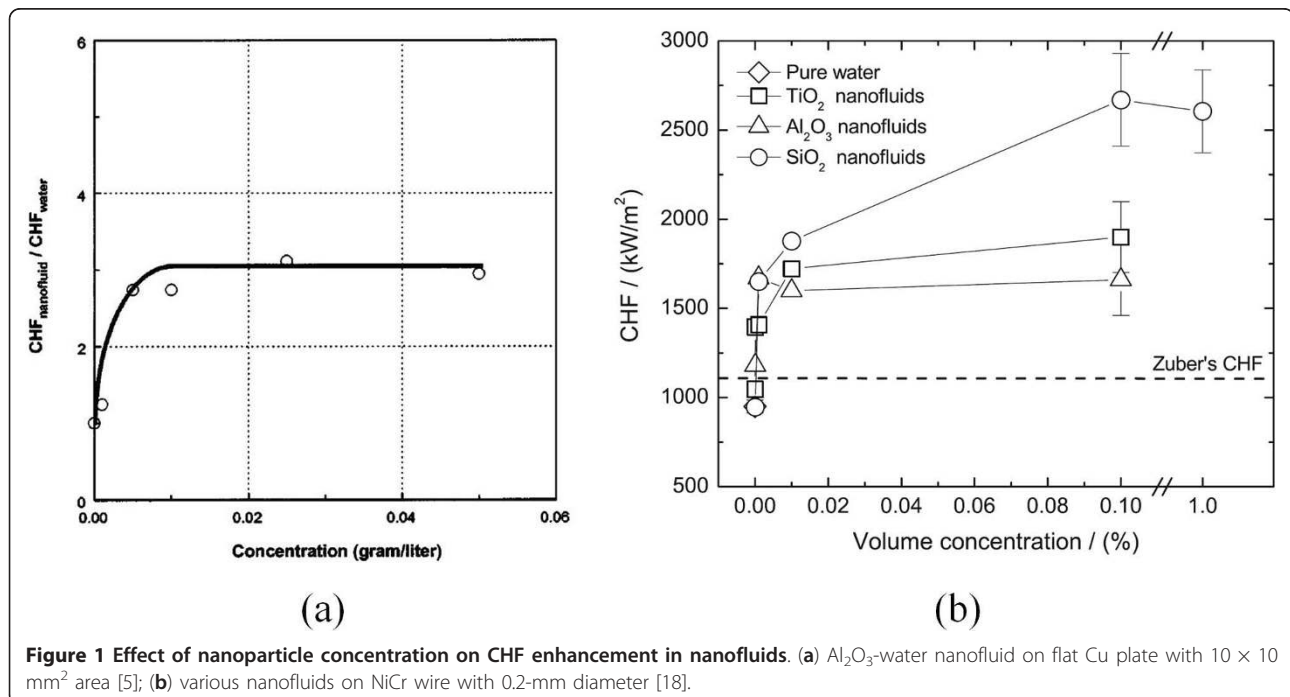 6
4
2
0
0.00 0.02 0.04 0.06
CHFnanofluid / CHFwater
Concentration (gram/liter)
(a)
3000
2500
2000
1500
1000
500
0.00 0.02 0.04 0.06 0.08 0.10 1.0
CHF / (kW/m²)
Pure water
TiO₂ nanofluids
Al₂O₃ nanofluids
SiO₂ nanofluids
Zuber's CHF
Volume concentration / (%)
(b)
Figure 1 Effect of nanoparticle concentration on CHF enhancement in nanofluids. (a) Al₂O₃-water nanofluid on flat Cu plate with 10 × 10
mm² area [5]; (b) various nanofluids on NiCr wire with 0.2-mm diameter [18].